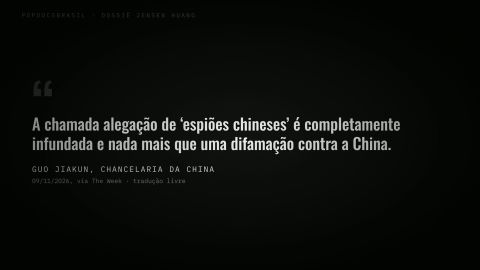 POPDOCSBRASIL · DOSSIÊ JENSEN HUANG
“
A chamada alegação de ‘espiões chineses’ é completamente
infundada e nada mais que uma difamação contra a China.
GUO JIAKUN, CHANCELARIA DA CHINA
09/11/2026, via The Week · tradução livre